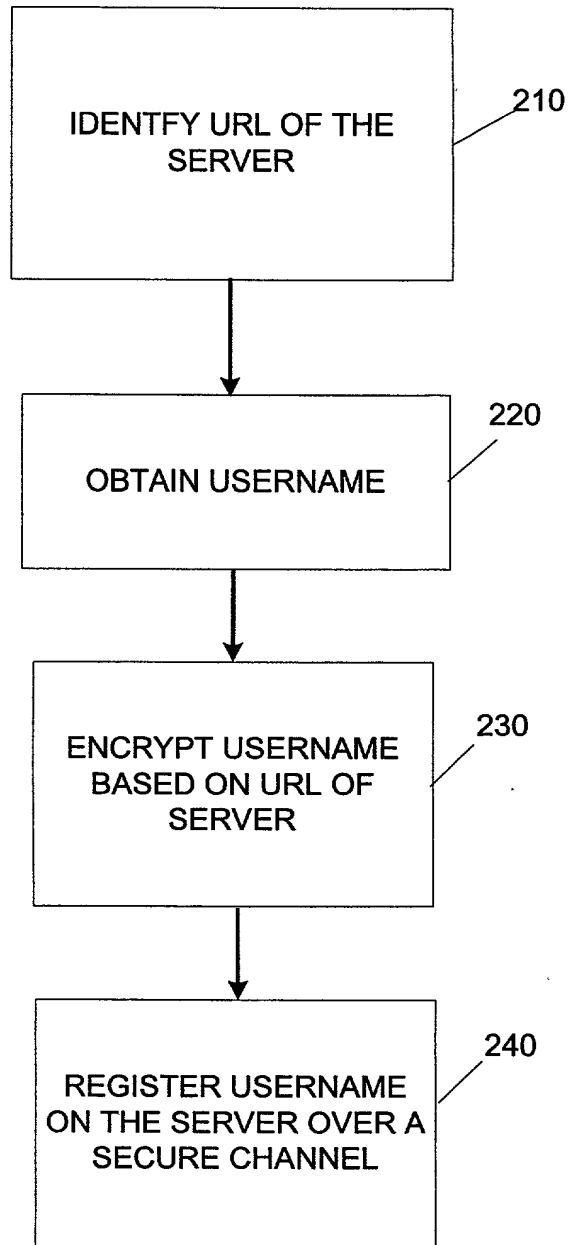 IDENTFY URL OF THE
SERVER
210
OBTAIN USERNAME
220
ENCRYPT USERNAME
BASED ON URL OF
SERVER
230
REGISTER USERNAME
ON THE SERVER OVER A
SECURE CHANNEL
240